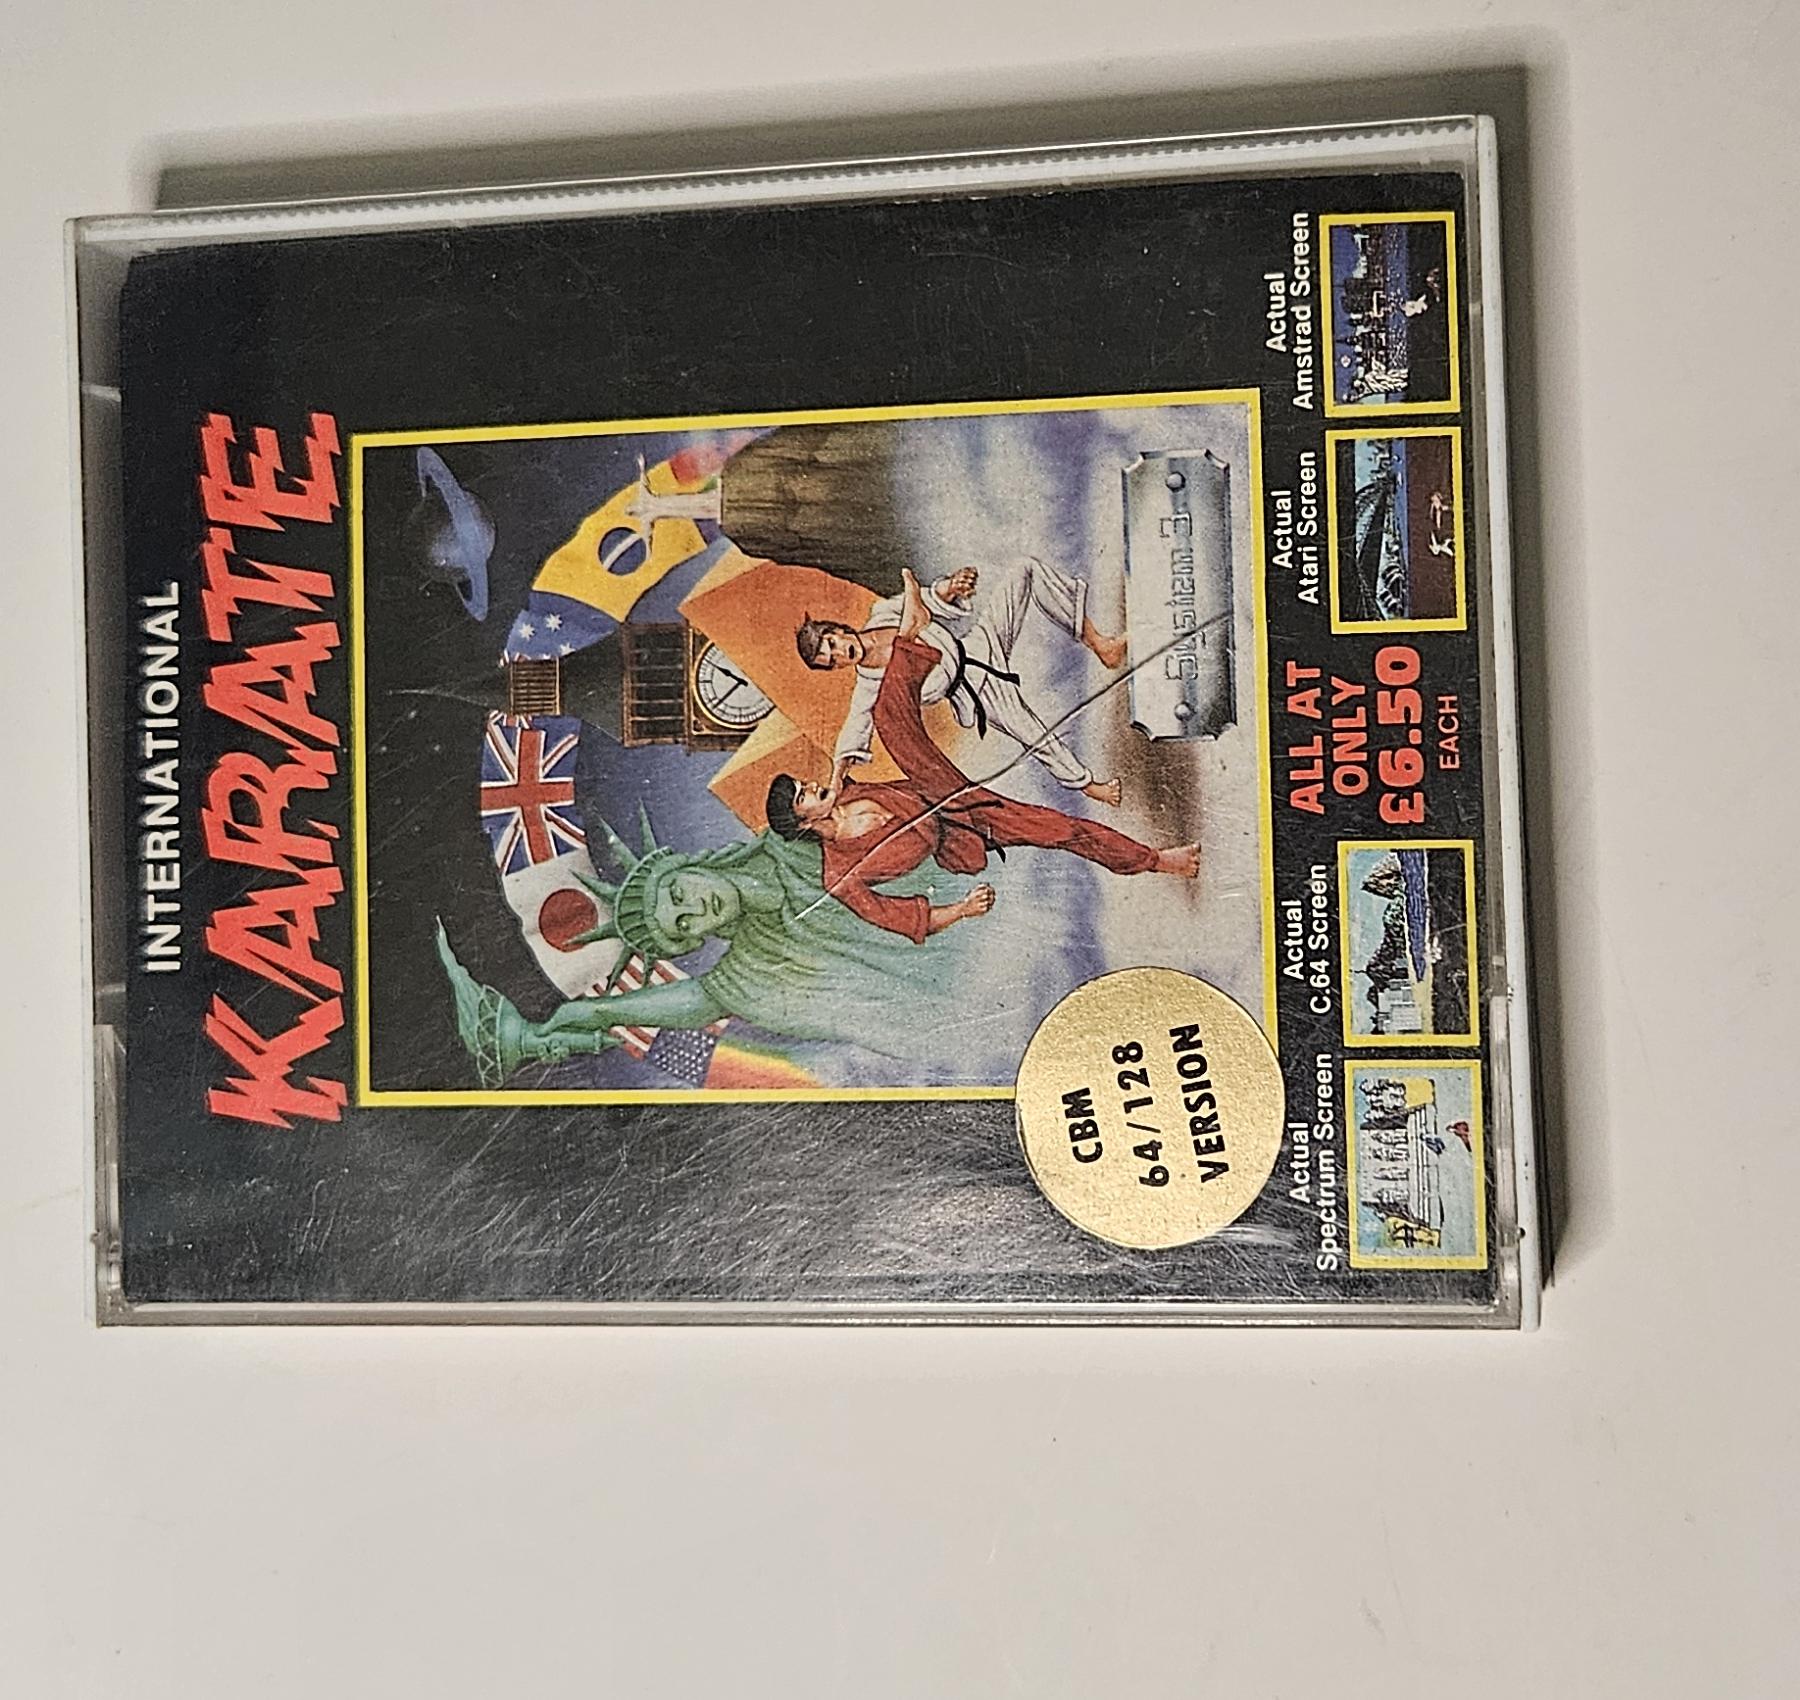 INTERNATIONAL
KARATE
System 3
CBM
64/128
VERSION
Actual
Spectrum Screen
Actual
C.64 Screen
ALL AT
ONLY
£6.50
EACH
Actual
Atari Screen
Actual
Amstrad Screen